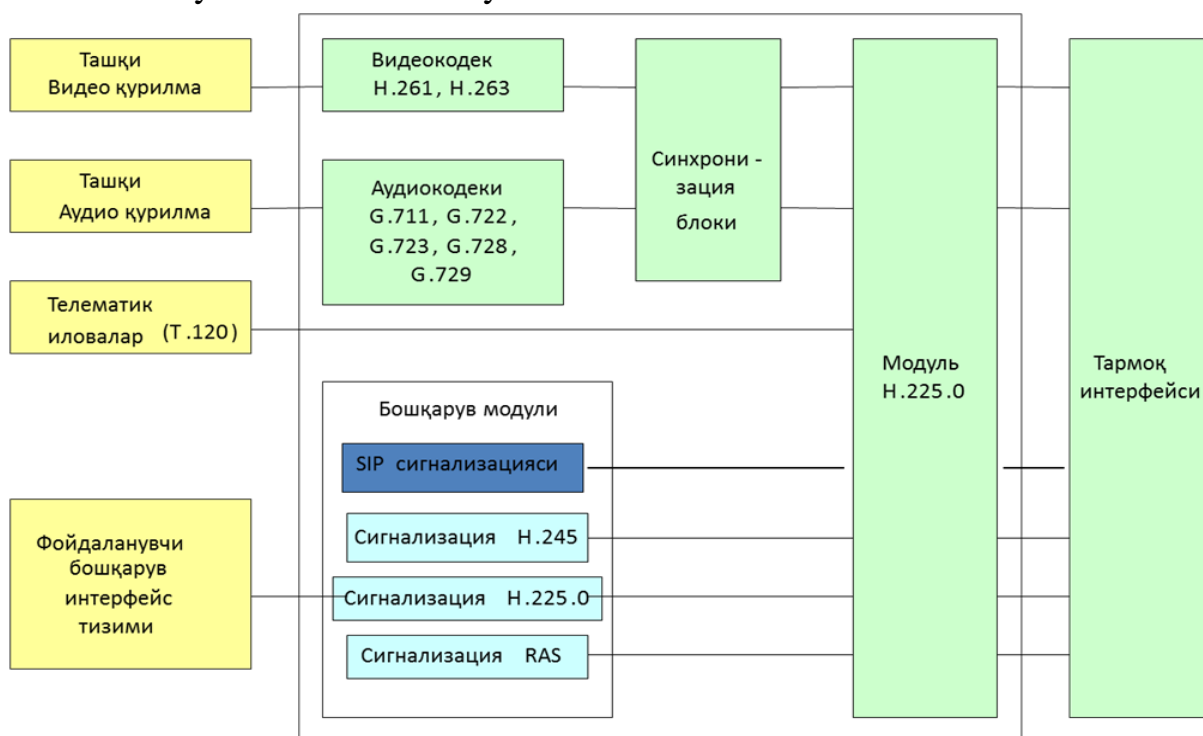 Ташқи
Видео қурилма
Видеокодек
H.261, H.263
Ташқи
Аудио қурилма
Аудиокодеки
G.711, G.722,
G.723, G.728,
G.729
Синхрони -
зация
блоки
Телематик
иловалар (T.120)
Модуль
H.225.0
Тармоқ
интерфейси
Бошқарув модули
SIP сигнализацияси
Сигнализация H.245
Сигнализация H.225.0
Сигнализация RAS
Фойдаланувчи
бошқарув
интерфейс
тизими